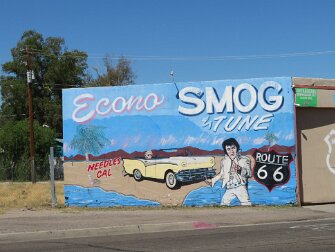 Econo SMOG
& TUNE
NEEDLES
CAL
ROUTE
66